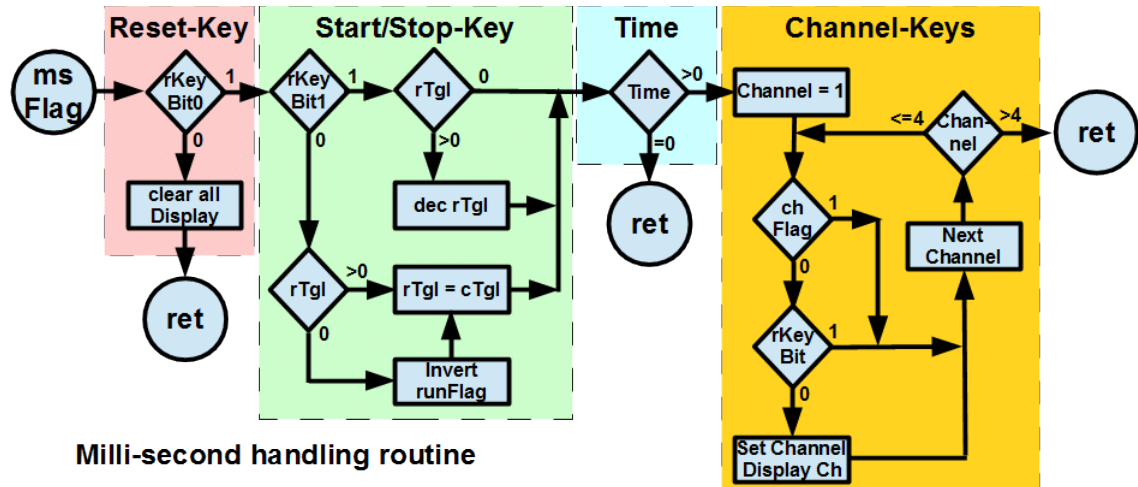 Reset-Key
Start/Stop-Key
Time
Channel-Keys
ms
Flag
rKey
Bit0
1
0
clear all
Display
ret
rKey
Bit1
1
0
rTgl
0
>0
dec rTgl
rTgl
>0
0
rTgl = cTgl
Invert
runFlag
Time
>0
=0
ret
Channel = 1
Chan-
nel
<=4
>4
ret
ch
Flag
1
0
Next
Channel
rKey
Bit
1
0
Set Channel
Display Ch
Milli-second handling routine